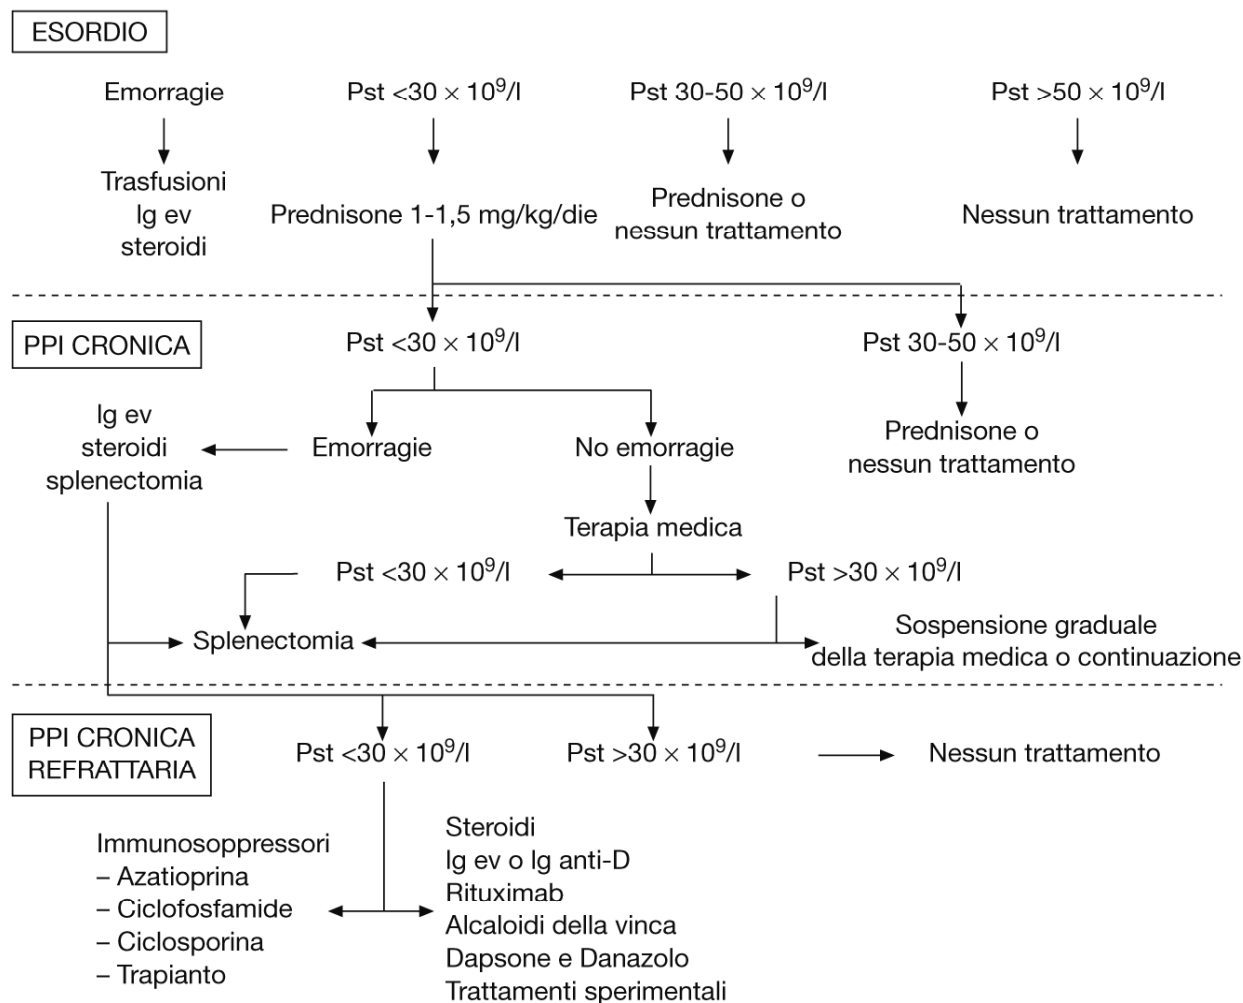 ESORDIO
Emorragie
Pst <30 × 10⁹/l
Pst 30-50 × 10⁹/l
Pst >50 × 10⁹/l
Trasfusioni
Ig ev
steroidi
Prednisone 1-1,5 mg/kg/die
Prednisone o
nessun trattamento
Nessun trattamento
PPI CRONICA
Pst <30 × 10⁹/l
Pst 30-50 × 10⁹/l
Ig ev
steroidi
splenectomia
Emorragie
No emorragie
Prednisone o
nessun trattamento
Terapia medica
Pst <30 × 10⁹/l
Pst >30 × 10⁹/l
Splenectomia
Sospensione graduale
della terapia medica o continuazione
PPI CRONICA
REFRATTARIA
Pst <30 × 10⁹/l
Pst >30 × 10⁹/l
Nessun trattamento
Immunosoppressori
– Azatioprina
– Ciclofosfamide
– Ciclosporina
– Trapianto
Steroidi
Ig ev o Ig anti-D
Rituximab
Alcaloidi della vinca
Dapsone e Danazolo
Trattamenti sperimentali